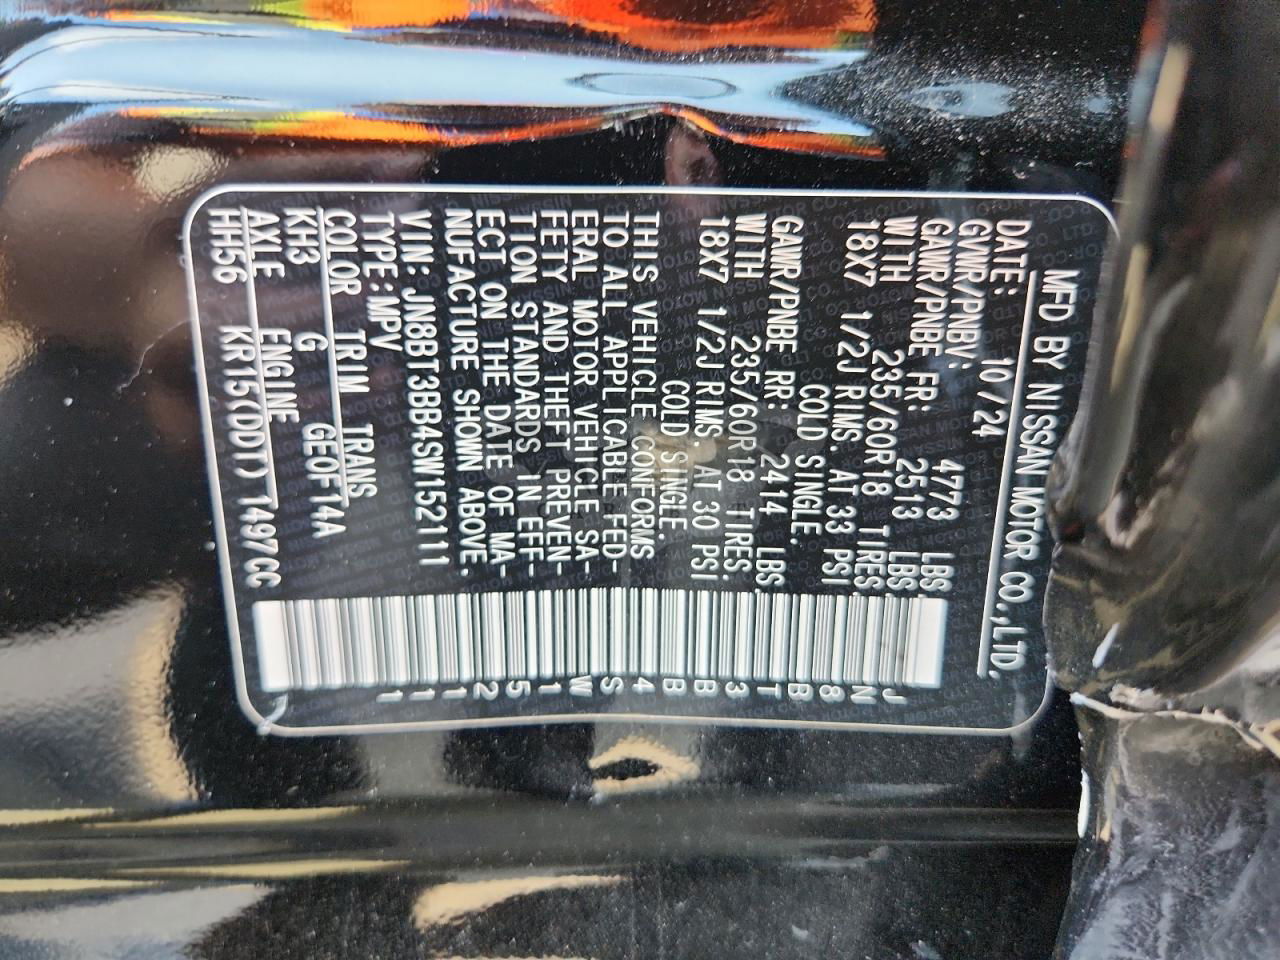 MFD BY NISSAN MOTOR CO.,LTD.
DATE: 10/24
GVWR/PNBV: 4773 LBS.
GAWR/PNBE FR: 2513 LBS.
WITH 235/60R18 TIRES.
18X7 1/2J RIMS. AT 33 PSI
COLD SINGLE.
GAWR/PNBE RR: 2414 LBS.
WITH 235/60R18 TIRES.
18X7 1/2J RIMS. AT 30 PSI
COLD SINGLE.
THIS VEHICLE CONFORMS
TO ALL APPLICABLE FED-
ERAL MOTOR VEHICLE SA-
FETY AND THEFT PREVEN-
TION STANDARDS IN EFF-
ECT ON THE DATE OF MA-
NUFACTURE SHOWN ABOVE.
VIN: JN8BT3BB4SW152111
TYPE:MPV
COLOR TRIM TRANS
KH3 G GE0F14A
AXLE ENGINE
HH56 KR15(DDT) 1497CC
JN8BT3BB4SW152111